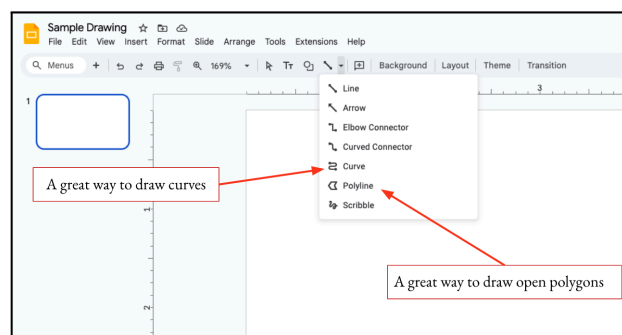 Sample Drawing
File Edit View Insert Format Slide Arrange Tools Extensions Help
Menus 169% Background Layout Theme Transition
3
1
Line
Arrow
Elbow Connector
Curved Connector
Curve
Polyline
Scribble
A great way to draw curves
1
A great way to draw open polygons
2